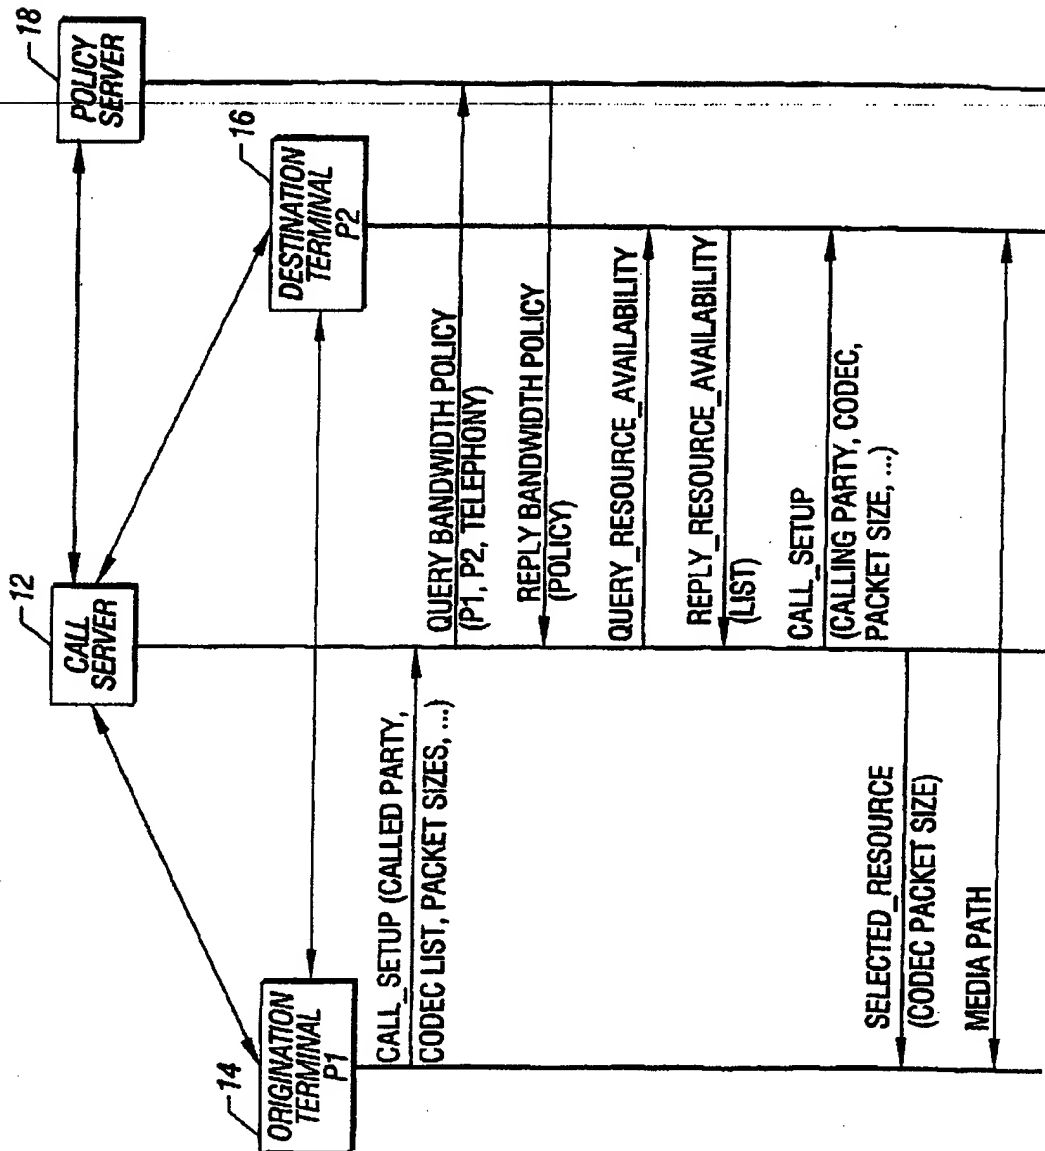 18
POLICY
SERVER
12
CALL
SERVER
16
DESTINATION
TERMINAL
P2
14
ORIGINATION
TERMINAL
P1
CALL_SETUP (CALLED PARTY,
CODEC LIST, PACKET SIZES, ...)
QUERY BANDWIDTH POLICY
(P1, P2, TELEPHONY)
REPLY BANDWIDTH POLICY
(POLICY)
QUERY_RESOURCE_AVAILABILITY
REPLY_RESOURCE_AVAILABILITY
(LIST)
CALL_SETUP
(CALLING PARTY, CODEC,
PACKET SIZE, ...)
SELECTED_RESOURCE
(CODEC PACKET SIZE)
MEDIA PATH